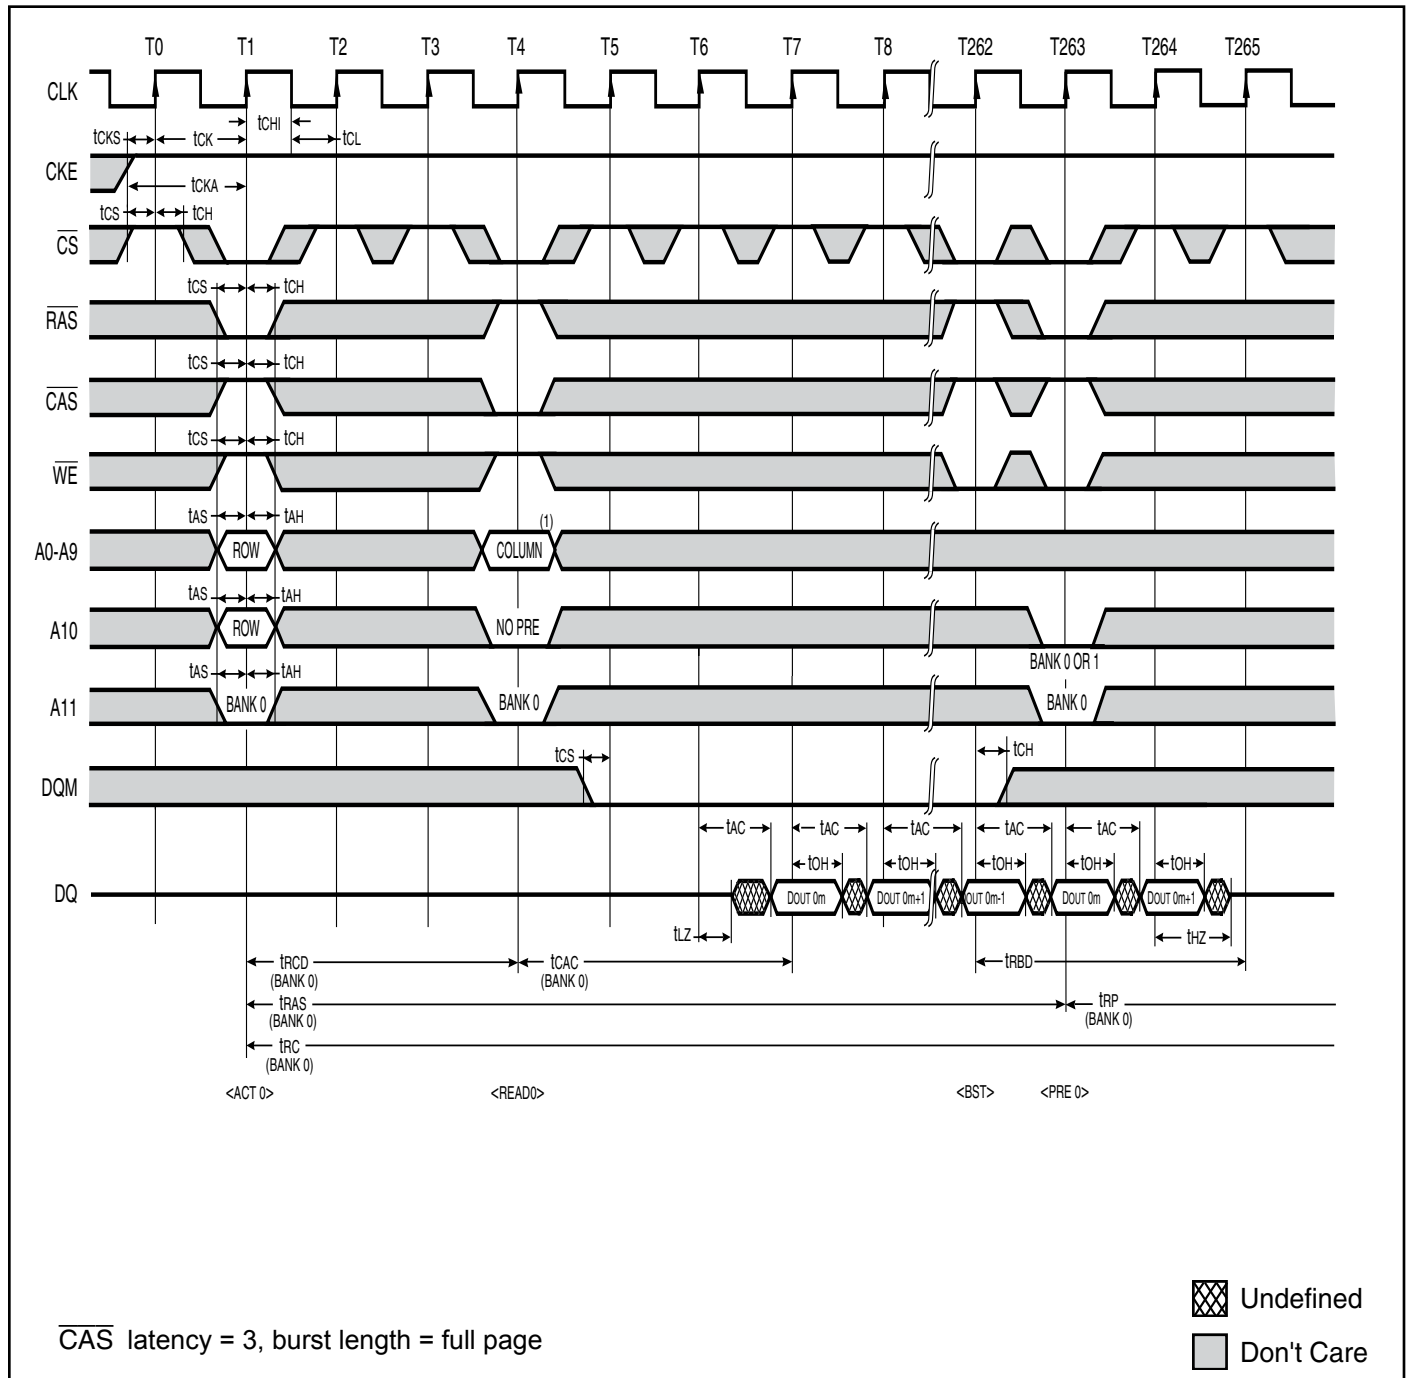 T0 T1 T2 T3 T4 T5 T6 T7 T8 T262 T263 T264 T265
CLK
tCHI
tCKS tCK tCL
CKE
tCKA
tCS tCH
CS
tCS tCH
RAS
tCS tCH
CAS
tCS tCH
WE
tAS tAH (1)
A0-A9 ROW COLUMN
tAS tAH
A10 ROW NO PRE
BANK 0 OR 1
tAS tAH
A11 BANK 0 BANK 0 BANK 0
tCS tCH
DQM
tAC tAC tAC tAC tAC
tOH tOH tOH tOH tOH
DQ DOUT 0m DOUT 0m+1 OUT 0m-1 DOUT 0m DOUT 0m+1
tLZ tHZ
tRCD tCAC tRBD
(BANK 0) (BANK 0)
tRAS tRP
(BANK 0) (BANK 0)
tRC
(BANK 0)
<ACT 0> <READ0> <BST> <PRE 0>
Undefined
CAS latency = 3, burst length = full page
Don't Care